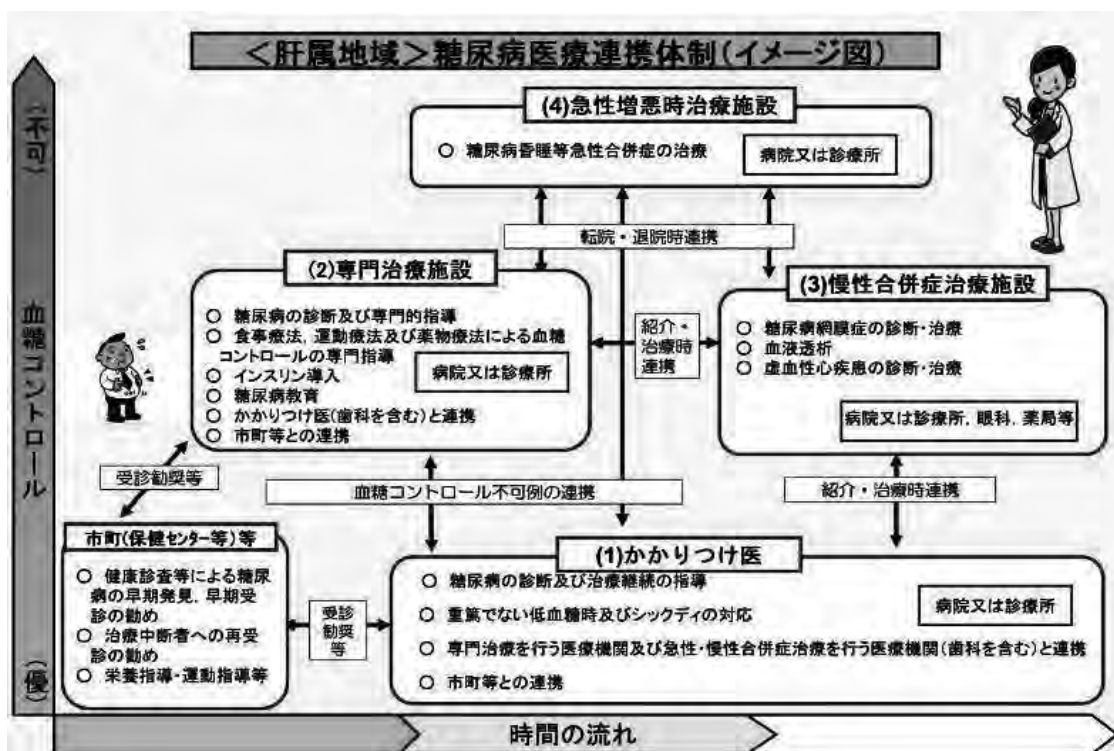 <肝属地域>糖尿病医療連携体制(イメージ図)
(不可)
血糖コントロール
(優)
(4)急性増悪時治療施設
○ 糖尿病昏睡等急性合併症の治療
病院又は診療所
転院・退院時連携
(2)専門治療施設
○ 糖尿病の診断及び専門的指導
○ 食事療法，運動療法及び薬物療法による血糖
コントロールの専門指導
○ インスリン導入
○ 糖尿病教育
○ かかりつけ医(歯科を含む)と連携
○ 市町等との連携
病院又は診療所
紹介・
治療時
連携
(3)慢性合併症治療施設
○ 糖尿病網膜症の診断・治療
○ 血液透析
○ 虚血性心疾患の診断・治療
病院又は診療所，眼科，薬局等
受診勧奨等
血糖コントロール不可例の連携
紹介・治療時連携
市町(保健センター等)等
○ 健康診査等による糖尿
病の早期発見，早期受
診の勧め
○ 治療中断者への再受
診の勧め
○ 栄養指導・運動指導等
受診
勧奨
等
(1)かかりつけ医
○ 糖尿病の診断及び治療継続の指導
○ 重篤でない低血糖時及びシックディの対応
○ 専門治療を行う医療機関及び急性・慢性合併症治療を行う医療機関(歯科を含む)と連携
○ 市町等との連携
病院又は診療所
時間の流れ